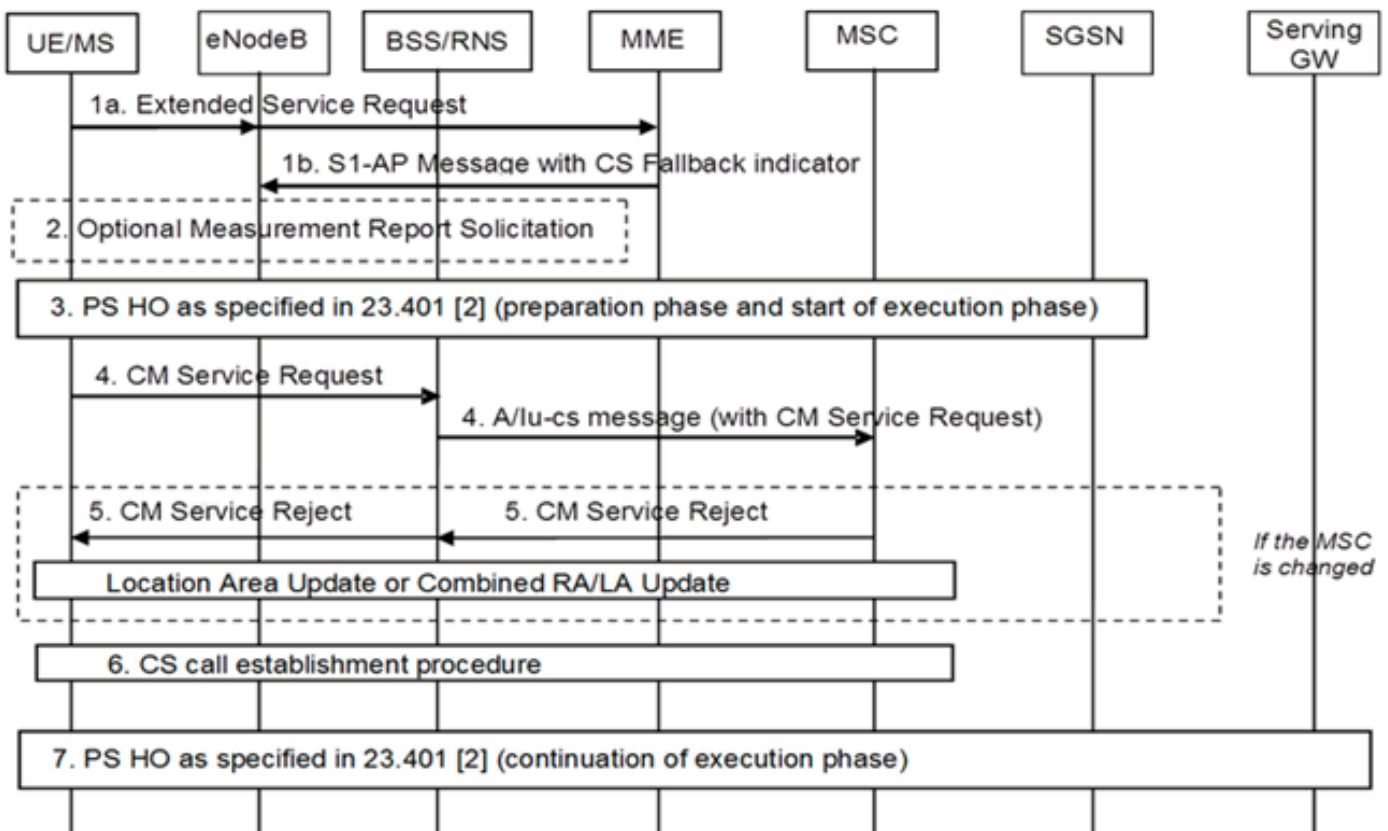 UE/MS
eNodeB
BSS/RNS
MME
MSC
SGSN
Serving
GW
1a. Extended Service Request
1b. S1-AP Message with CS Fallback indicator
2. Optional Measurement Report Solicitation
3. PS HO as specified in 23.401 [2] (preparation phase and start of execution phase)
4. CM Service Request
4. A/Iu-cs message (with CM Service Request)
5. CM Service Reject
5. CM Service Reject
If the MSC
is changed
Location Area Update or Combined RA/LA Update
6. CS call establishment procedure
7. PS HO as specified in 23.401 [2] (continuation of execution phase)